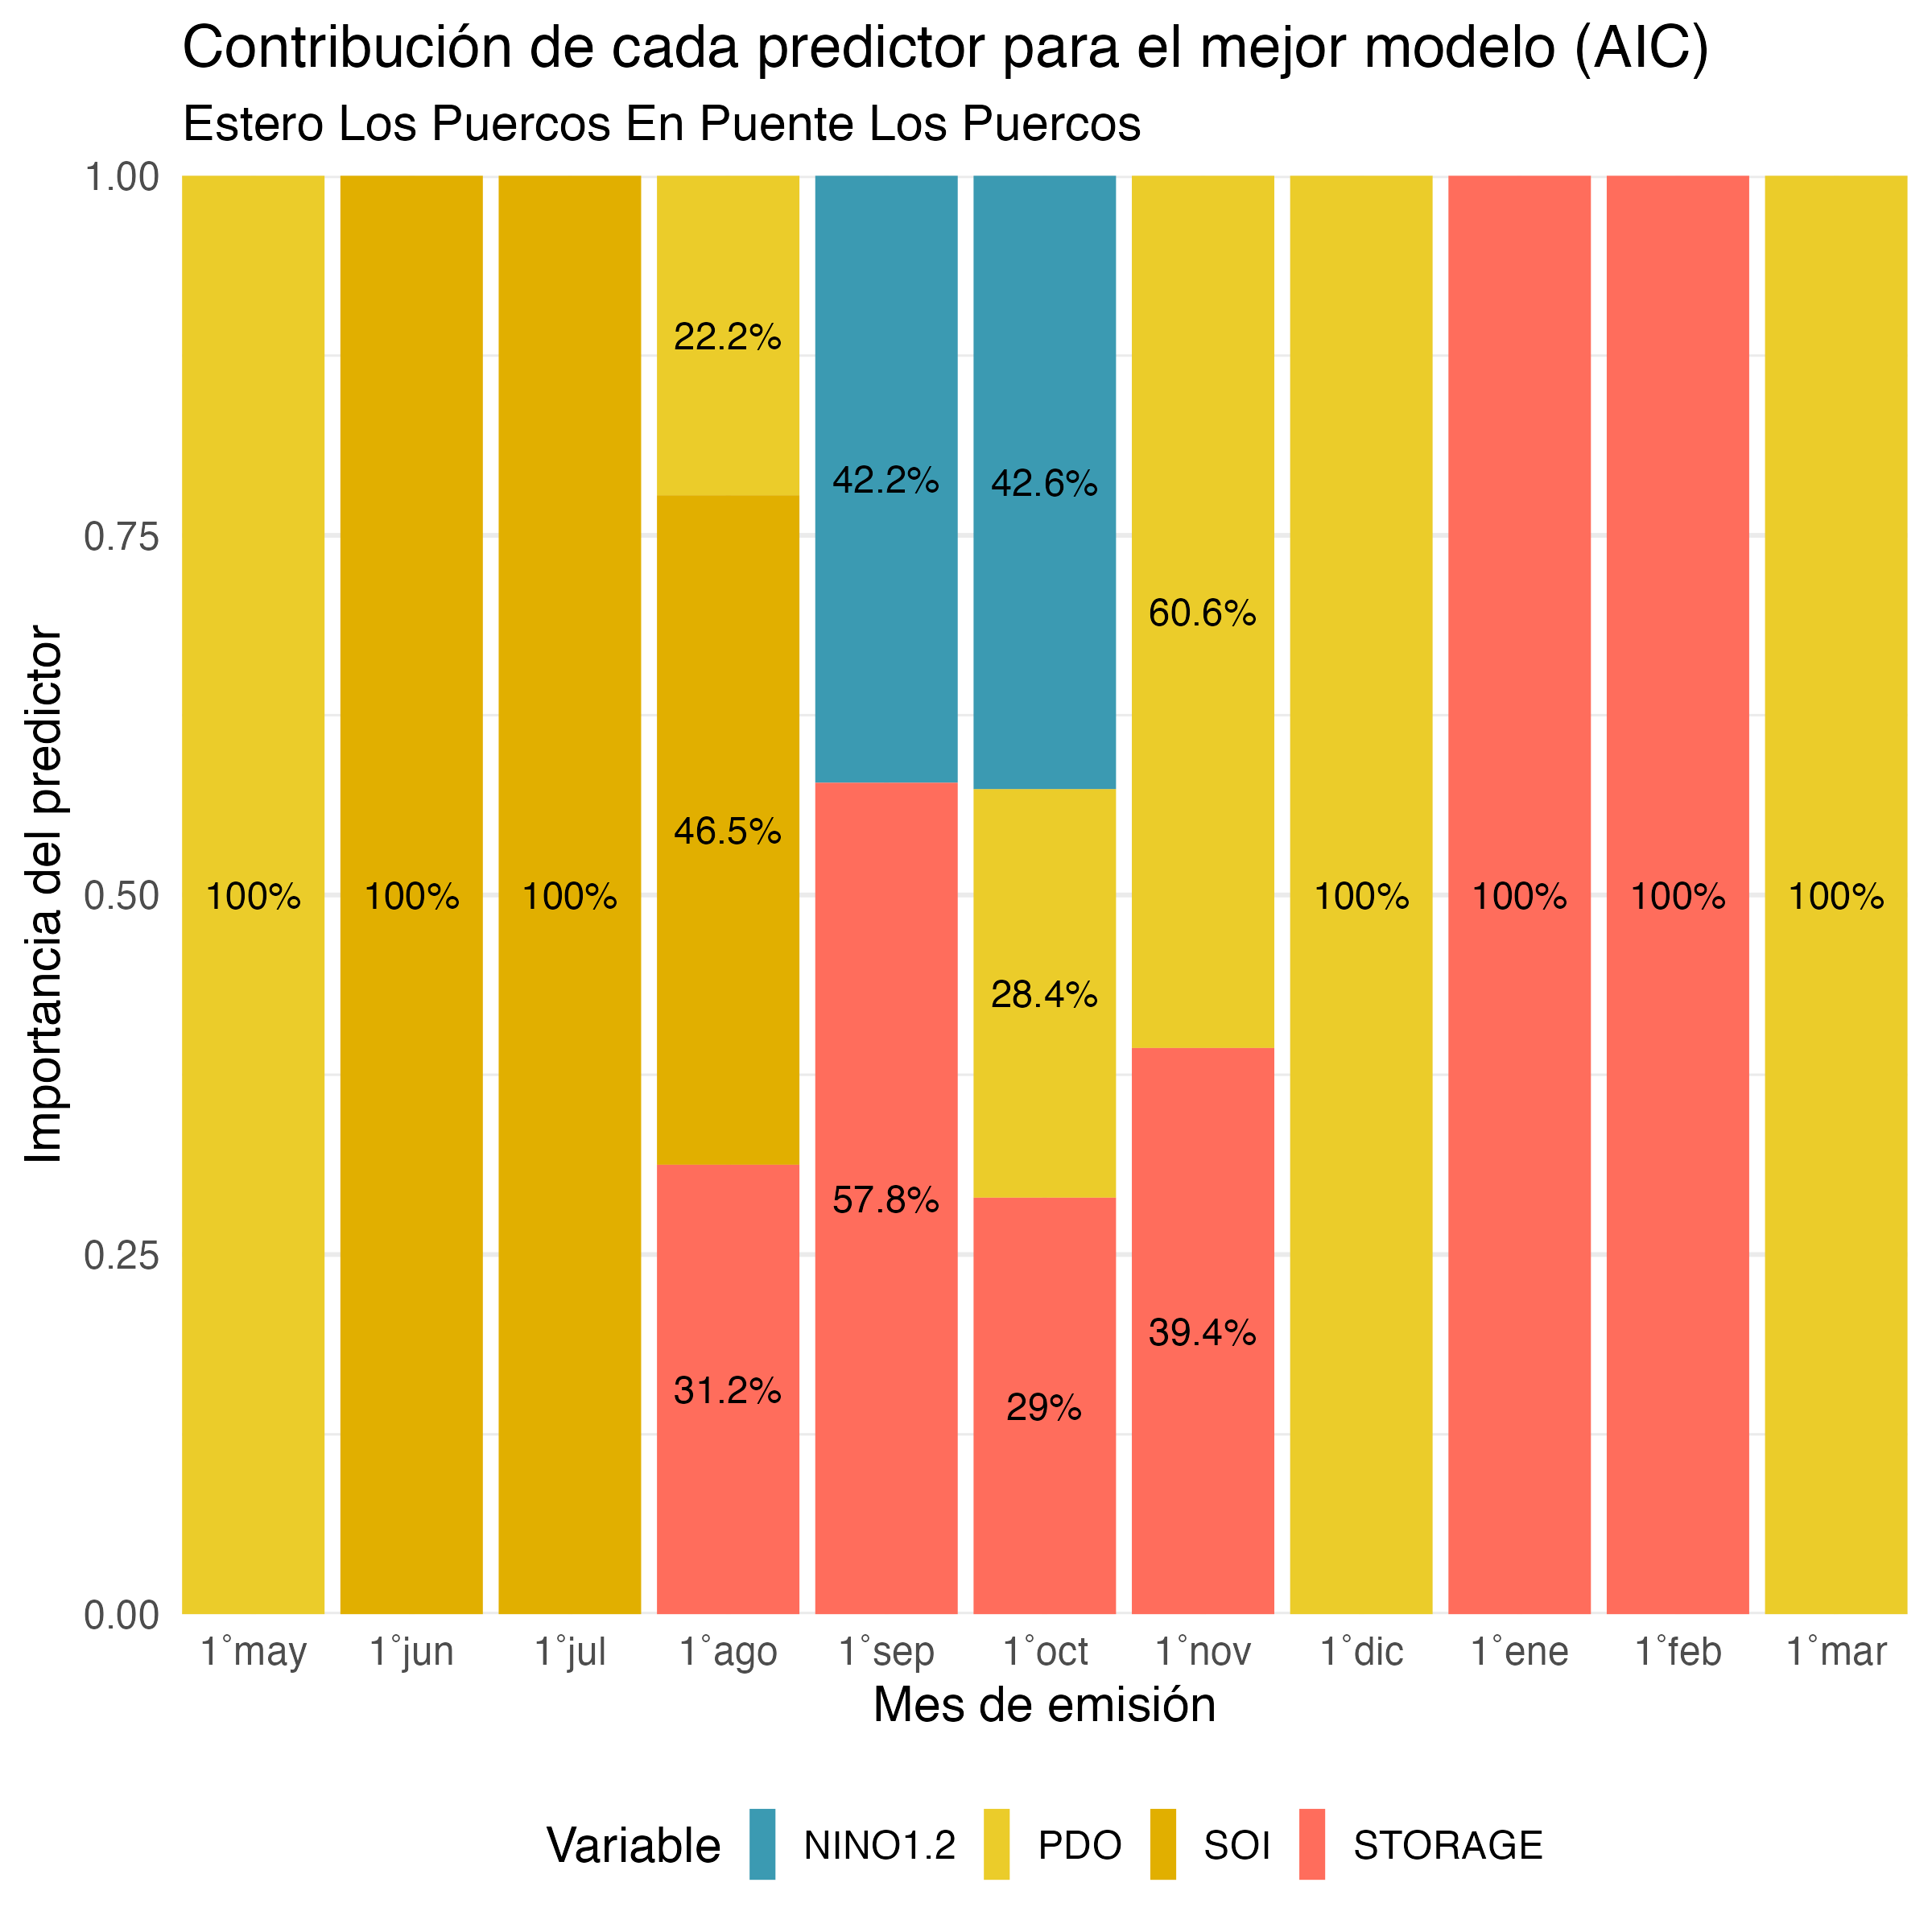 Contribución de cada predictor para el mejor modelo (AIC)
Estero Los Puercos En Puente Los Puercos
Importancia del predictor
1.00
0.75
0.50
0.25
0.00
22.2%
42.2%
42.6%
60.6%
46.5%
100%
100%
100%
100%
100%
100%
100%
28.4%
57.8%
39.4%
31.2%
29%
1°may
1°jun
1°jul
1°ago
1°sep
1°oct
1°nov
1°dic
1°ene
1°feb
1°mar
Mes de emisión
Variable
NINO1.2
PDO
SOI
STORAGE